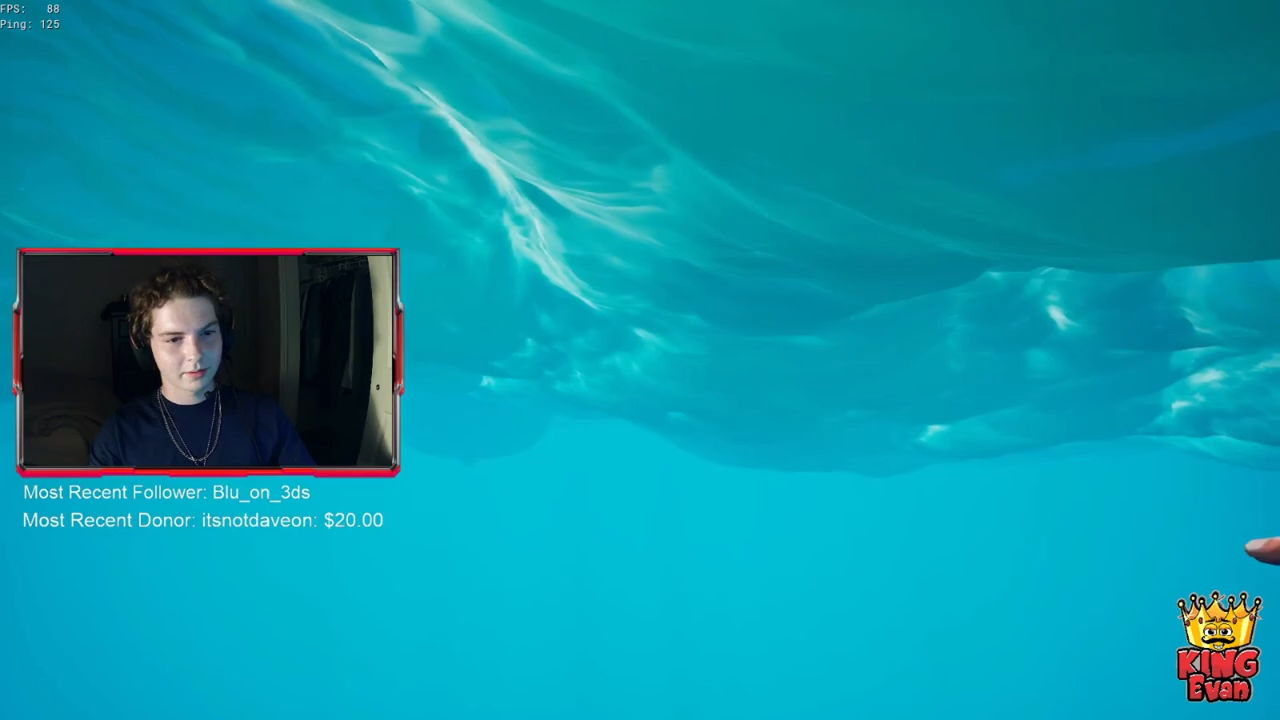 FPS: 88
Ping: 125
Most Recent Follower: Blu_on_3ds
Most Recent Donor: itsnotdaveon: $20.00
KING
Evan